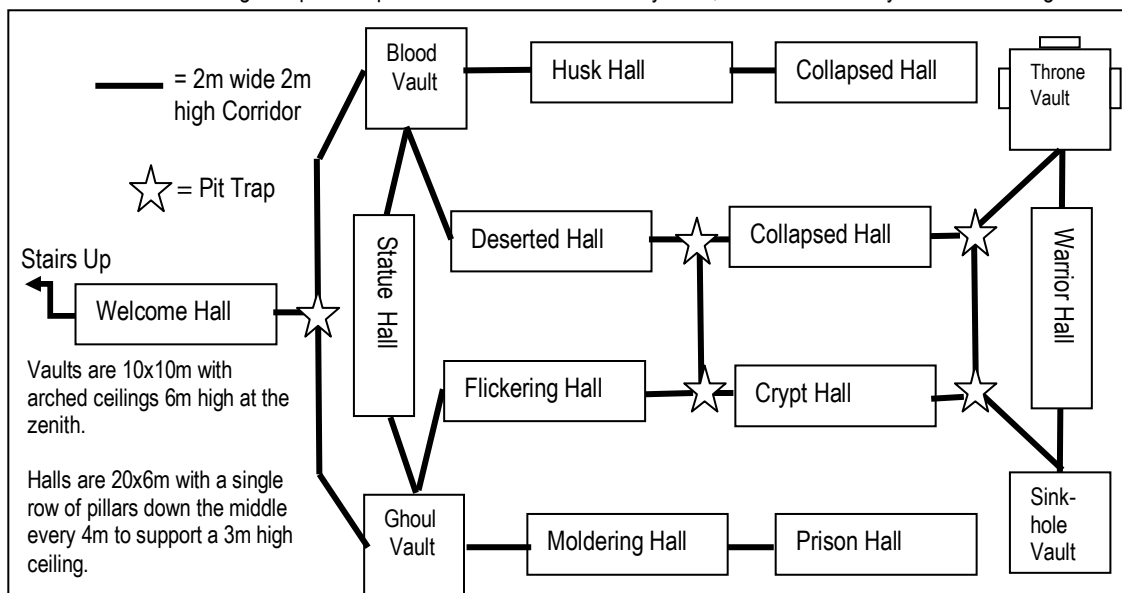 Blood
Vault
Husk Hall
Collapsed Hall
Throne
Vault
= 2m wide 2m
high Corridor
= Pit Trap
Deserted Hall
Collapsed Hall
Statue Hall
Warrior Hall
Stairs Up
Welcome Hall
Vaults are 10x10m with
arched ceilings 6m high at the
zenith.
Flickering Hall
Crypt Hall
Halls are 20x6m with a single
row of pillars down the middle
every 4m to support a 3m high
ceiling.
Ghoul
Vault
Moldering Hall
Prison Hall
Sink-
hole
Vault